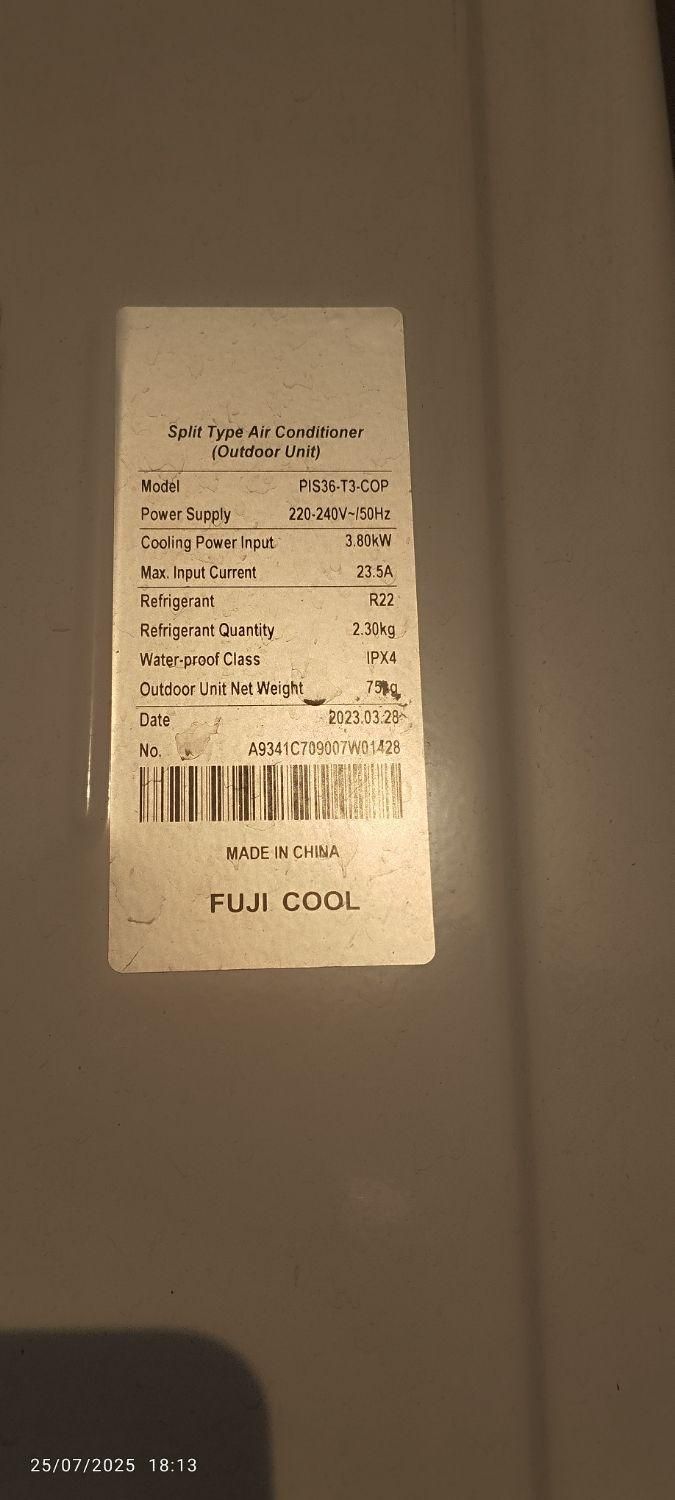 Split Type Air Conditioner
(Outdoor Unit)
Model PIS36-T3-COP
Power Supply 220-240V~/50Hz
Cooling Power Input 3.80kW
Max. Input Current 23.5A
Refrigerant R22
Refrigerant Quantity 2.30kg
Water-proof Class IPX4
Outdoor Unit Net Weight 75kg
Date 2023.03.28
No. A9341C709007W01428
MADE IN CHINA
FUJI COOL
25/07/2025 18:13